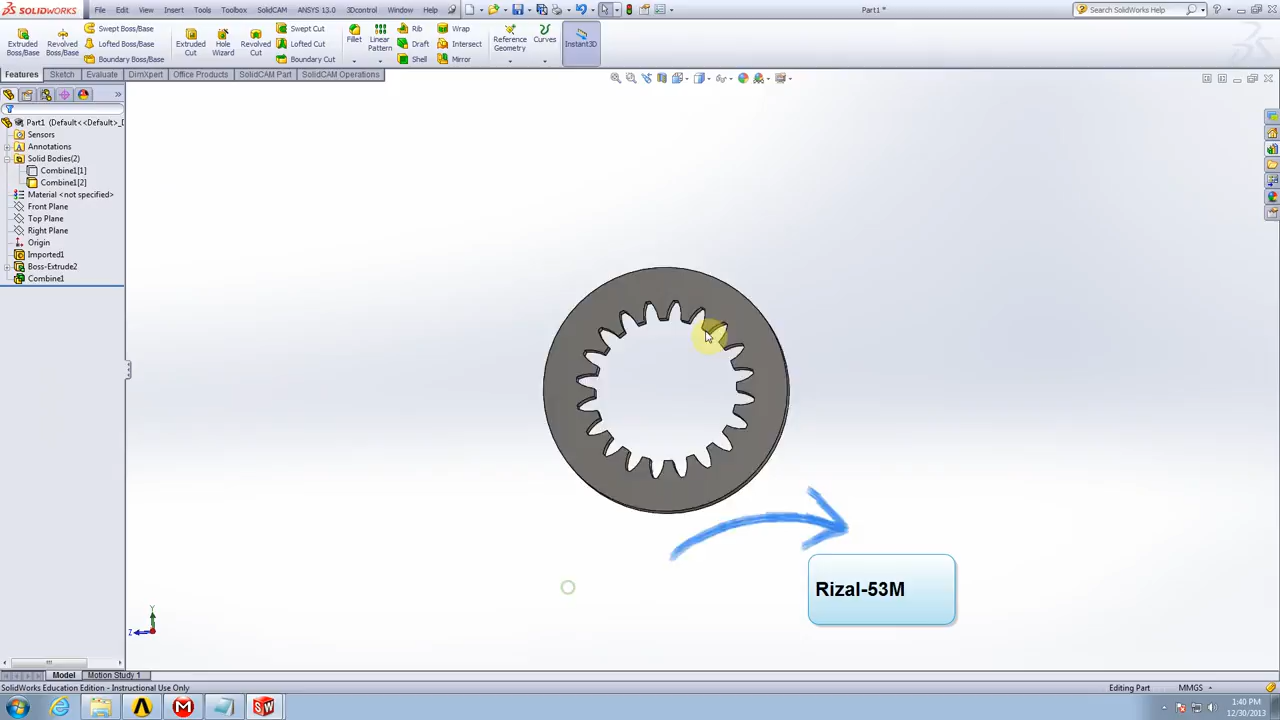 SOLIDWORKS File Edit View Insert Tools Toolbox SolidCAM ANSYS 13.0 3Dcontrol Window Help Part1 * Search SolidWorks Help
Extruded Boss/Base
Revolved Boss/Base
Swept Boss/Base
Lofted Boss/Base
Boundary Boss/Base
Extruded Cut
Hole Wizard
Revolved Cut
Swept Cut
Lofted Cut
Boundary Cut
Fillet
Linear Pattern
Rib
Draft
Shell
Wrap
Intersect
Mirror
Reference Geometry
Curves
Instant3D
Features Sketch Evaluate DimXpert Office Products SolidCAM Part SolidCAM Operations
Part1 (Default<<Default>_D
Sensors
Annotations
Solid Bodies(2)
Combine1[1]
Combine1[2]
Material <not specified>
Front Plane
Top Plane
Right Plane
Origin
Imported1
Boss-Extrude2
Combine1
Rizal-53M
Y
Z
Model Motion Study 1
SolidWorks Education Edition - Instructional Use Only Editing Part MMGS
1:40 PM
12/30/2013